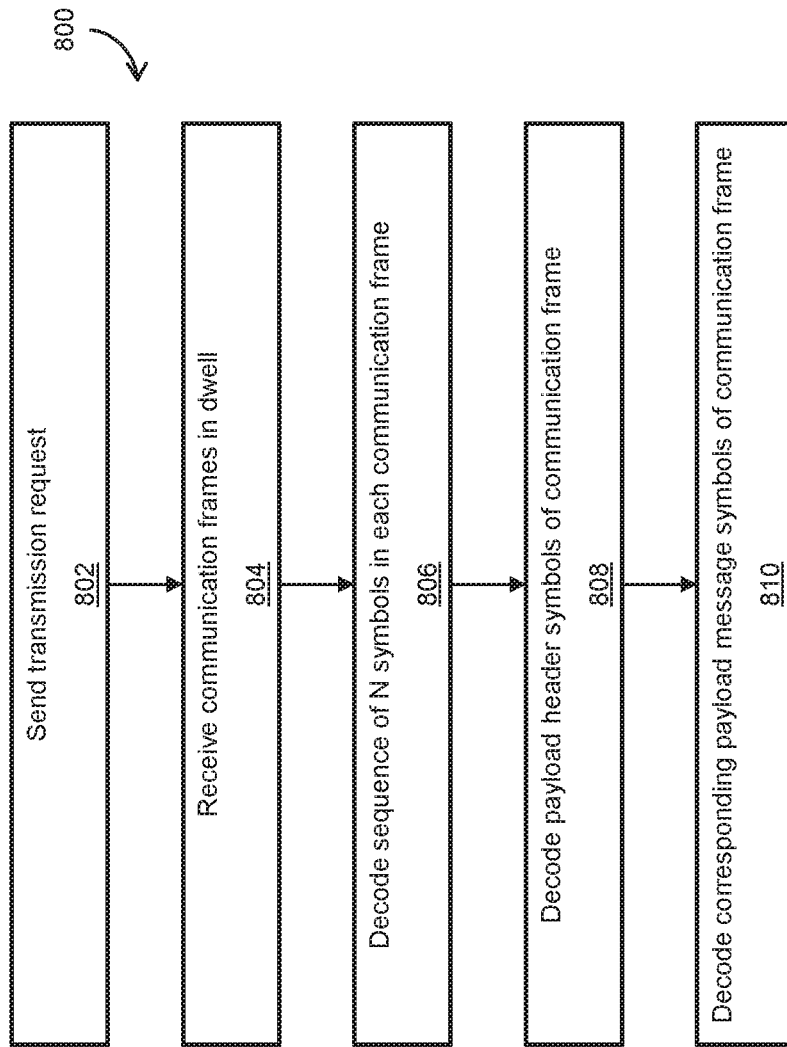 800
Send transmission request
802
Receive communication frames in dwell
804
Decode sequence of N symbols in each communication frame
806
Decode payload header symbols of communication frame
808
Decode corresponding payload message symbols of communication frame
810